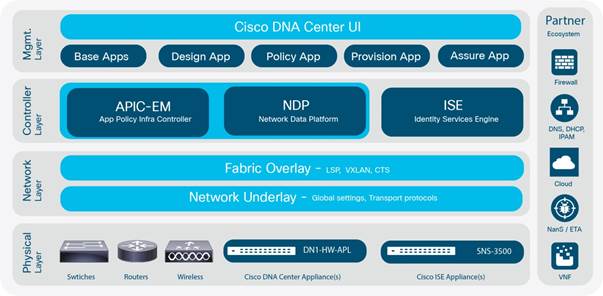 Mgmt.
Layer
Cisco DNA Center UI
Base Apps
Design App
Policy App
Provision App
Assure App
Controller
Layer
APIC-EM
App Policy Infra Controller
NDP
Network Data Platform
ISE
Identity Services Engine
Network
Layer
Fabric Overlay – LSP, VXLAN, CTS
Network Underlay – Global settings, Transport protocols
Physical
Layer
Swtiches
Routers
Wireless
DN1-HW-APL
Cisco DNA Center Appliance(s)
SNS-3500
Cisco ISE Appliance(s)
Partner
Ecosystem
Firewall
DNS, DHCP,
IPAM
Cloud
NanS / ETA
VNF